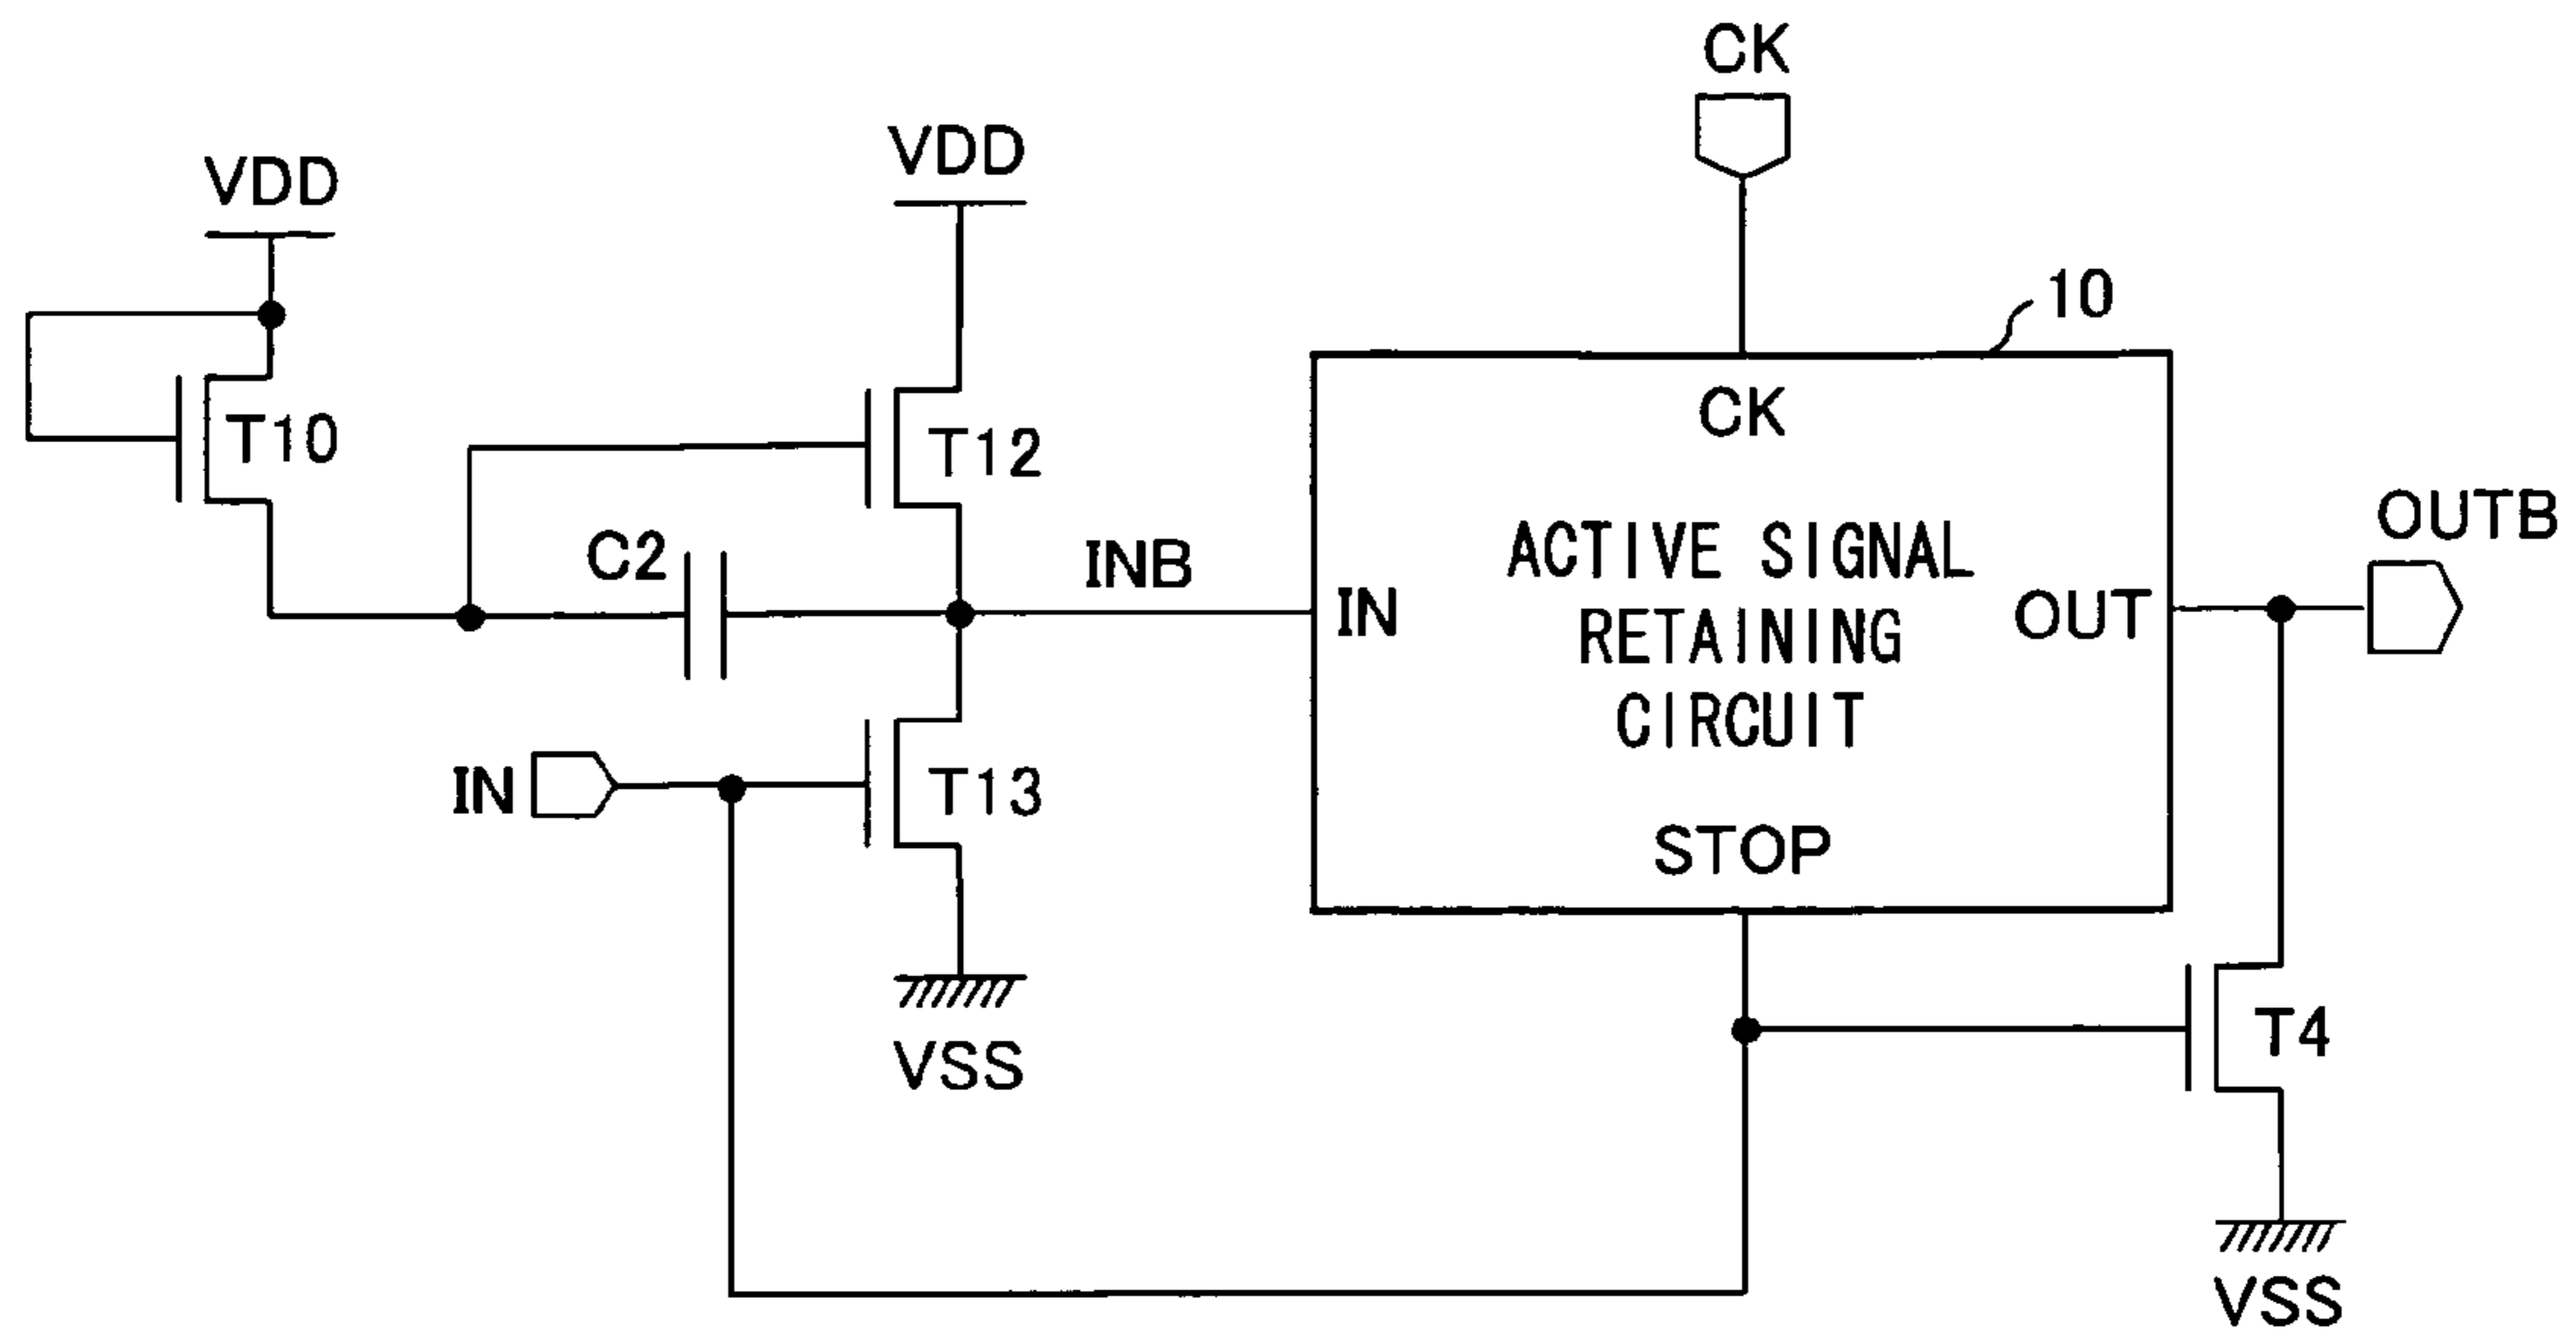 CK
VDD
VDD
10
T10
T12
CK
C2
INB
IN
ACTIVE SIGNAL
RETAINING
CIRCUIT
OUT
OUTB
IN
T13
STOP
VSS
T4
VSS